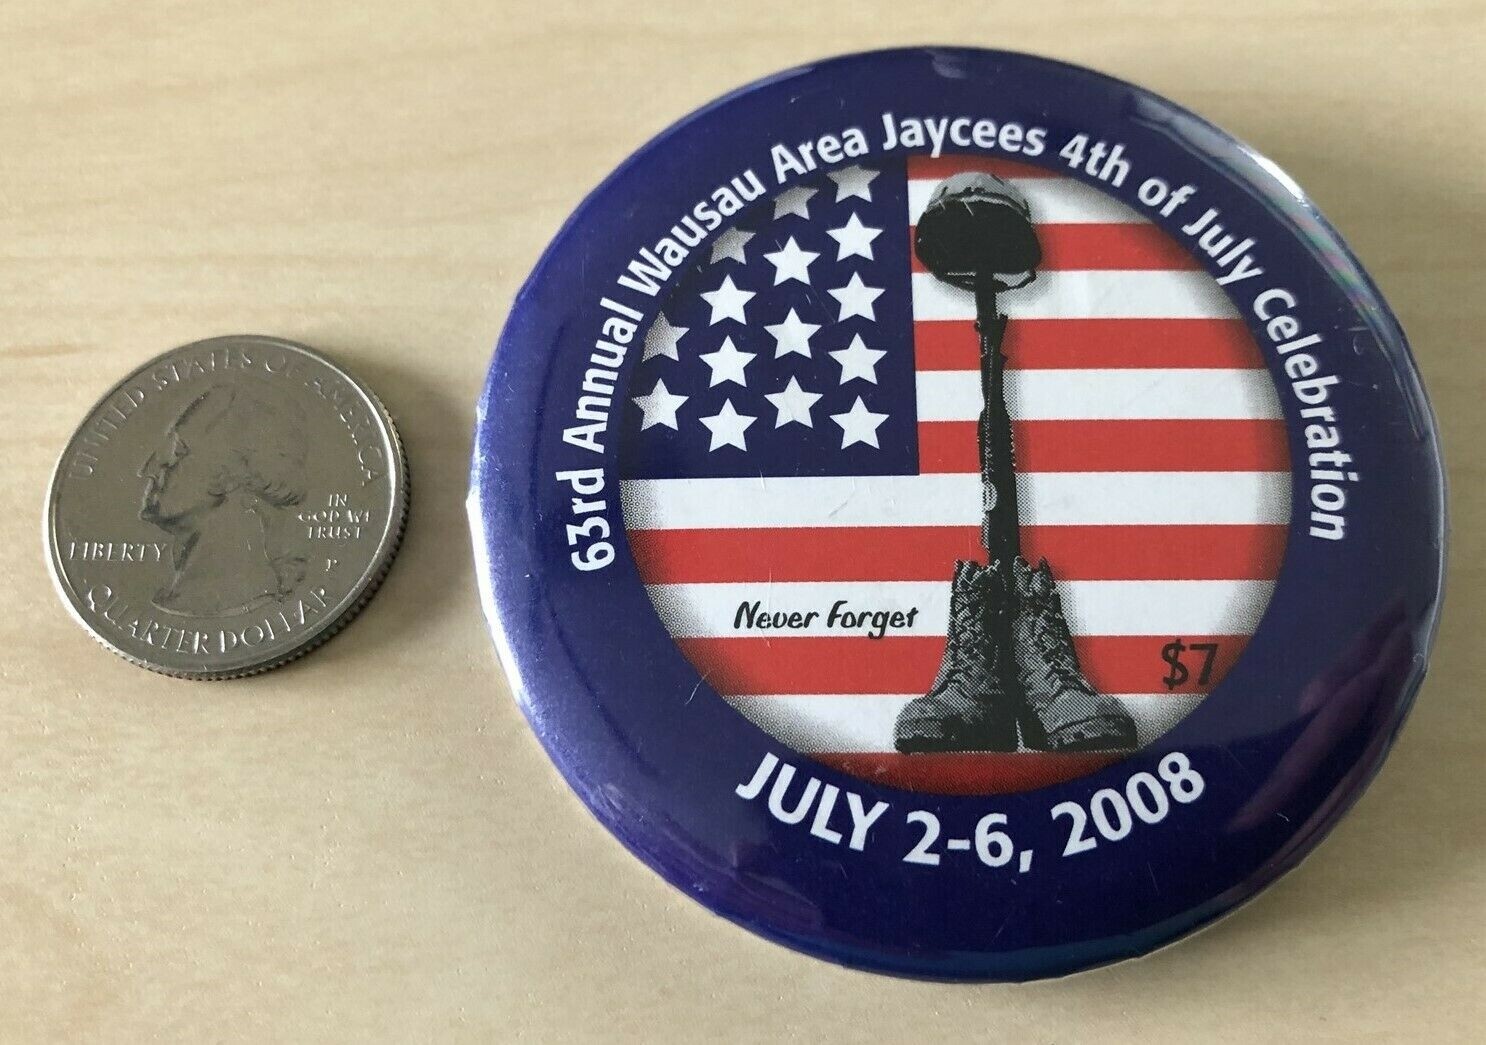 UNITED STATES OF AMERICA
LIBERTY
IN
GOD WE
TRUST
P
QUARTER DOLLAR
63rd Annual Wausau Area Jaycees 4th of July Celebration
Never Forget
$7
JULY 2-6, 2008